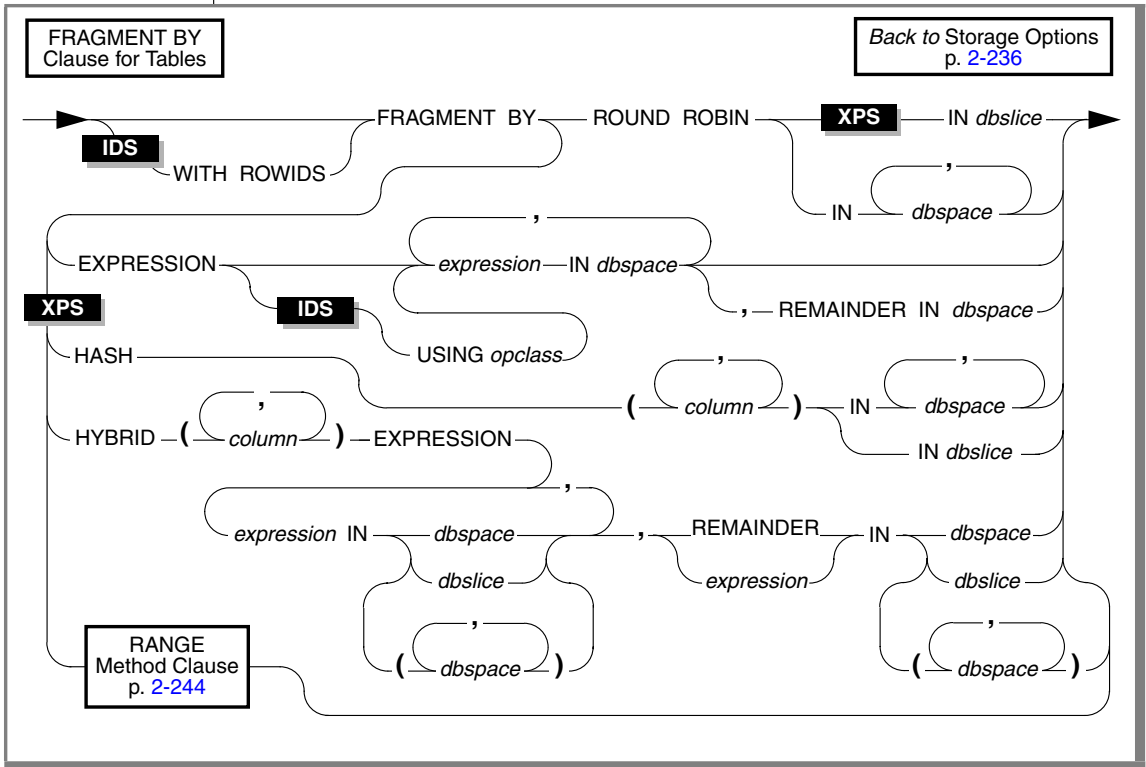 FRAGMENT BY
Clause for Tables
Back to Storage Options
p. 2-236
FRAGMENT BY ROUND ROBIN XPS IN dbslice
IDS
WITH ROWIDS
,
IN dbspace
,
EXPRESSION expression IN dbspace
XPS IDS , REMAINDER IN dbspace
HASH USING opclass
, ,
( column ) IN dbspace
,
HYBRID ( column ) EXPRESSION
IN dbslice
,
expression IN dbspace , REMAINDER IN dbspace
dbslice expression dbslice
, ,
( dbspace ) ( dbspace )
RANGE
Method Clause
p. 2-244